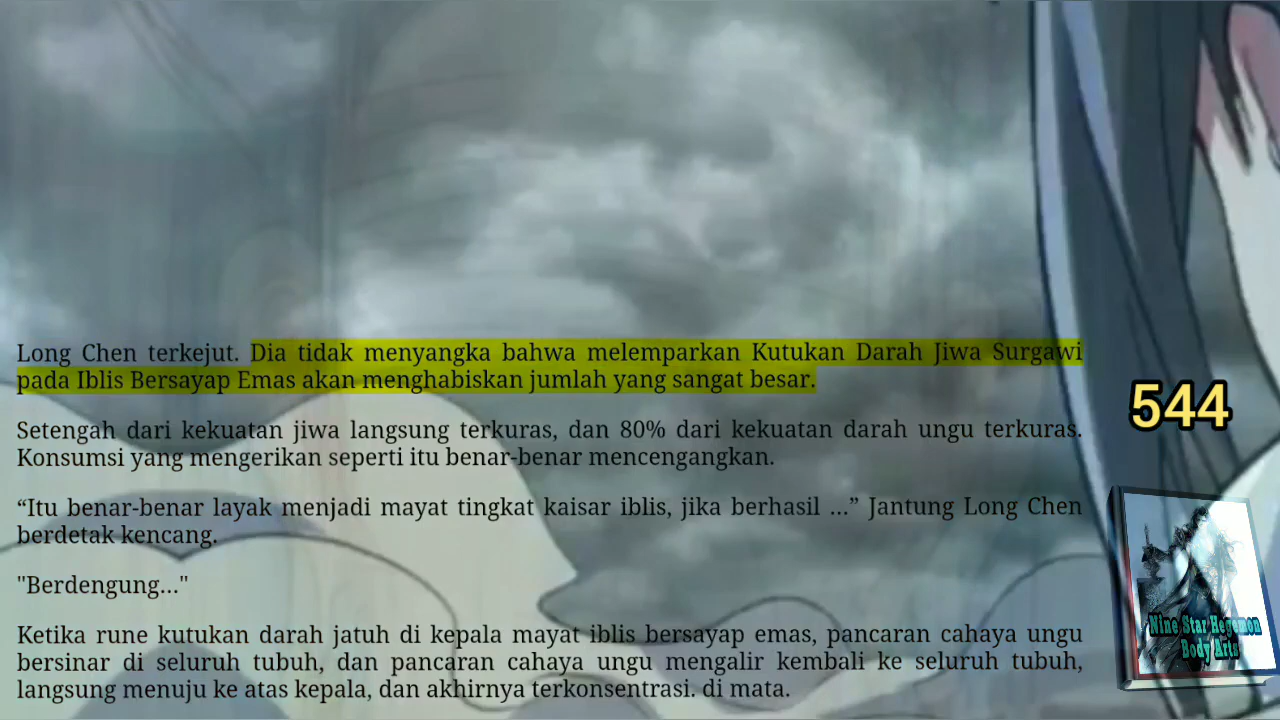 Long Chen terkejut. Dia tidak menyangka bahwa melemparkan Kutukan Darah Jiwa Surgawi
pada Iblis Bersayap Emas akan menghabiskan jumlah yang sangat besar.
Setengah dari kekuatan jiwa langsung terkuras, dan 80% dari kekuatan darah ungu terkuras.
Konsumsi yang mengerikan seperti itu benar-benar mencengangkan.
“Itu benar-benar layak menjadi mayat tingkat kaisar iblis, jika berhasil ...” Jantung Long Chen
berdetak kencang.
"Berdengung..."
Ketika rune kutukan darah jatuh di kepala mayat iblis bersayap emas, pancaran cahaya ungu
bersinar di seluruh tubuh, dan pancaran cahaya ungu mengalir kembali ke seluruh tubuh,
langsung menuju ke atas kepala, dan akhirnya terkonsentrasi. di mata.
544
Nine Star Hegemon
Body Arts